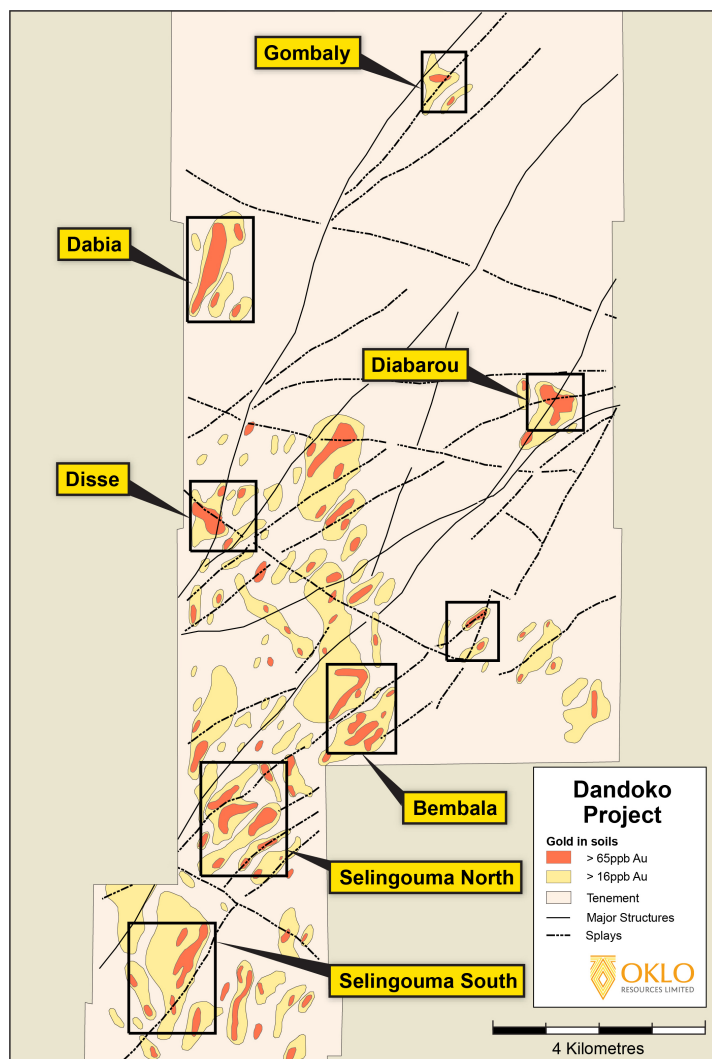 Gombaly
Dabia
Diabarou
Disse
Bembala
Selingouma North
Selingouma South
Dandoko
Project
Gold in soils
> 65ppb Au
> 16ppb Au
Tenement
Major Structures
Splays
OKLO
RESOURCES LIMITED
4 Kilometres